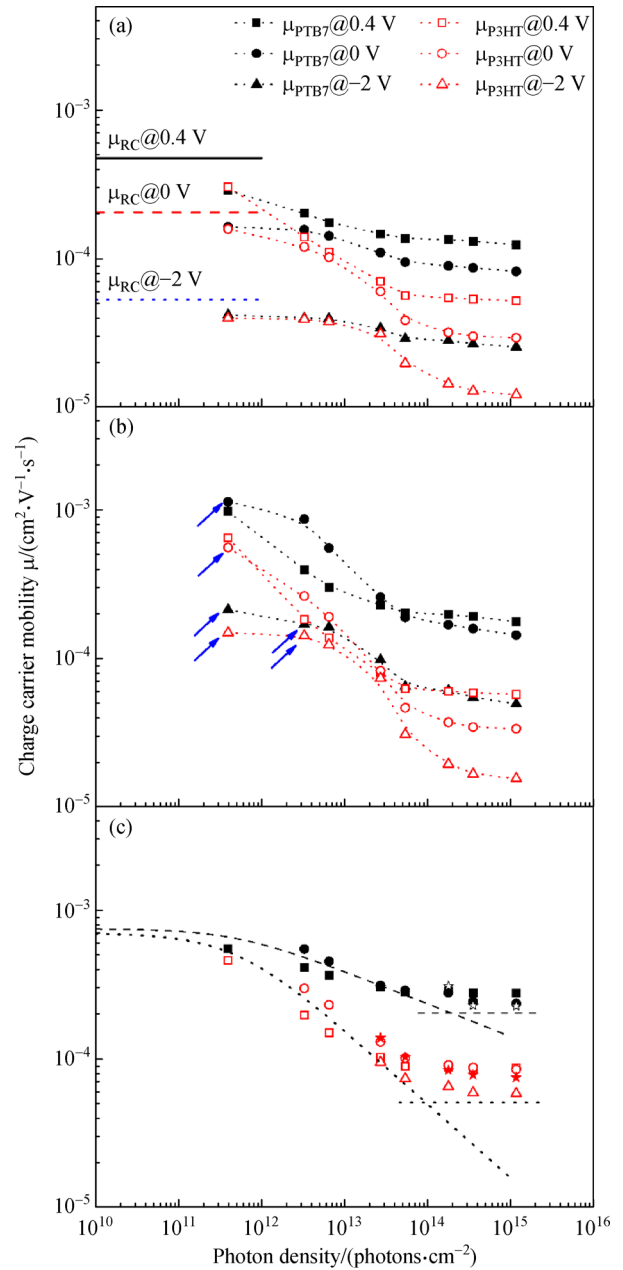 (a)
μPTB7@0.4 V μP3HT@0.4 V
μPTB7@0 V μP3HT@0 V
μPTB7@−2 V μP3HT@−2 V
10−3
μRC@0.4 V
μRC@0 V
10−4
μRC@−2 V
10−5
(b)
10−3
10−4
10−5
Charge carrier mobility μ/(cm2·V−1·s−1)
(c)
10−3
10−4
10−5
1010 1011 1012 1013 1014 1015 1016
Photon density/(photons·cm−2)